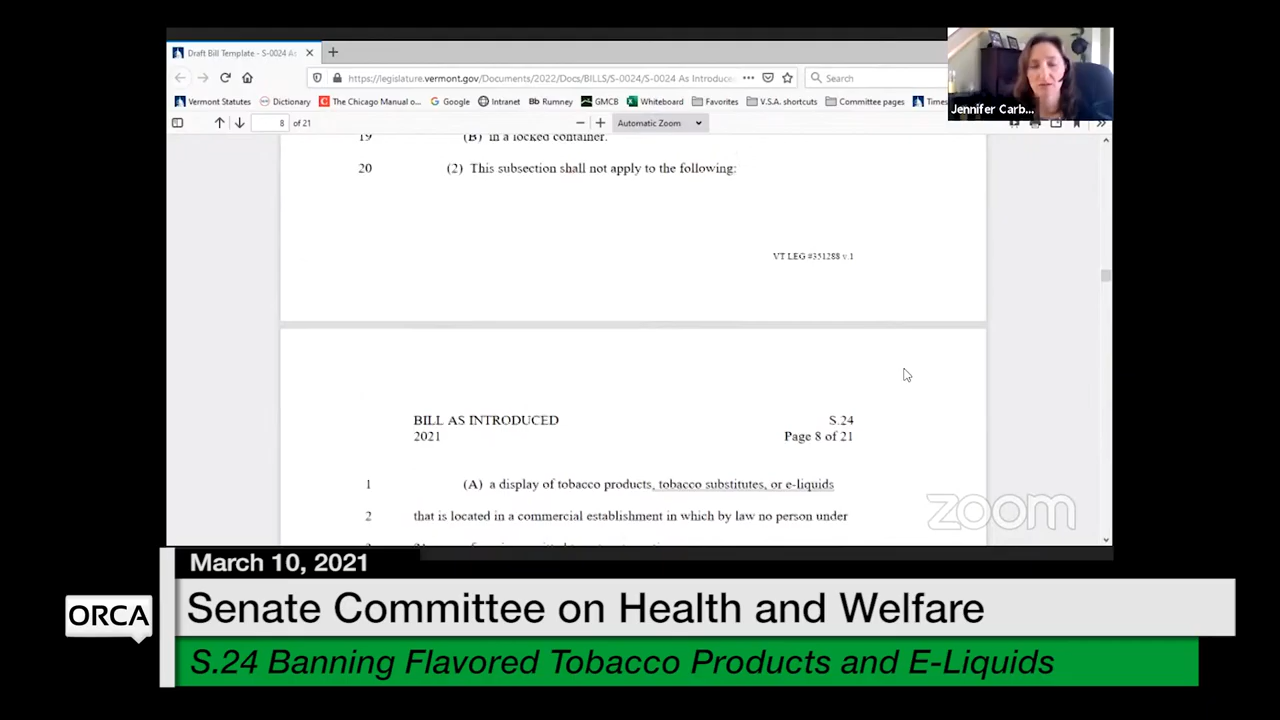 Draft Bill Template - S-0024 As
https://legislature.vermont.gov/Documents/2022/Docs/BILLS/S-0024/S-0024 As Introduce
Search
Vermont Statutes Dictionary The Chicago Manual o... Google Intranet Bb Rumney GMCB Whiteboard Favorites V.S.A. shortcuts Committee pages Times
Jennifer Carb...
8 of 21 Automatic Zoom
19 (B) in a locked container.
20 (2) This subsection shall not apply to the following:
VT LEG #351288 v.1
BILL AS INTRODUCED S.24
2021 Page 8 of 21
1 (A) a display of tobacco products, tobacco substitutes, or e-liquids
2 that is located in a commercial establishment in which by law no person under
zoom
March 10, 2021
ORCA
Senate Committee on Health and Welfare
S.24 Banning Flavored Tobacco Products and E-Liquids